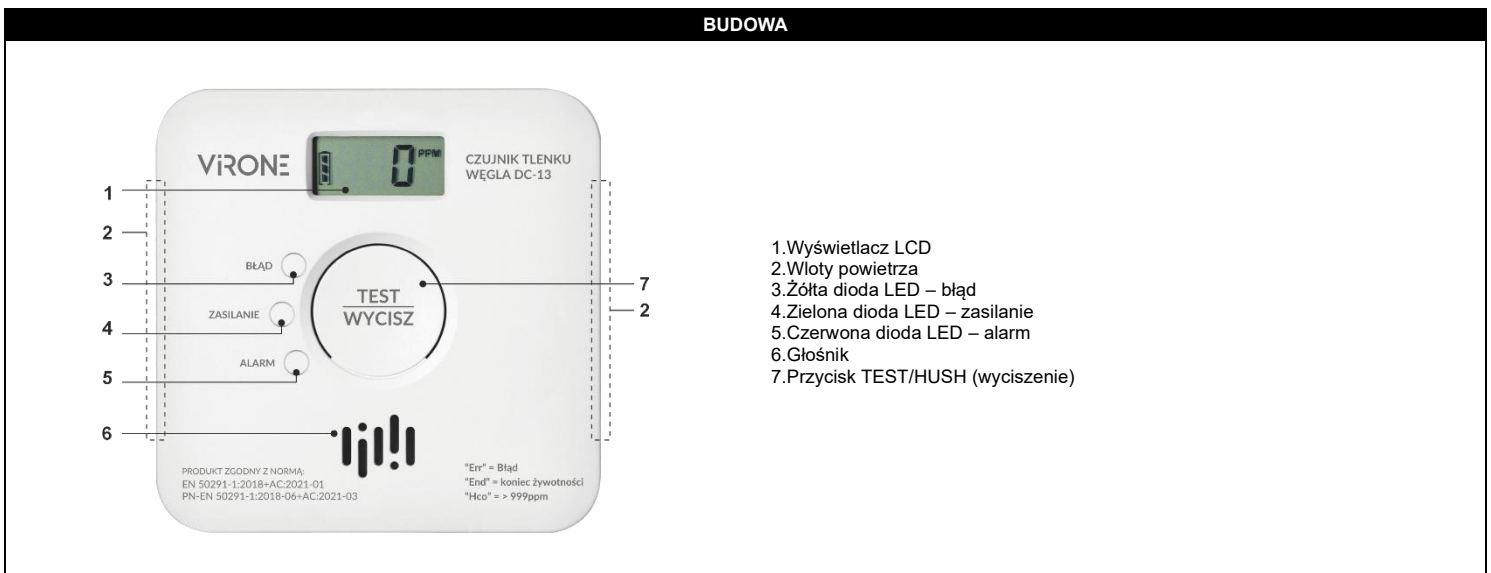 BUDOWA
ViRONE
0 PPM
CZUJNIK TLENKU
WĘGLA DC-13
1
2
3
4
5
6
BŁĄD
ZASILANIE
ALARM
TEST
WYCISZ
7
2
PRODUKT ZGODNY Z NORMĄ:
EN 50291-1:2018+AC:2021-01
PN-EN 50291-1:2018-06+AC:2021-03
"Err" = Błąd
"End" = koniec żywotności
"Hco" = > 999ppm
1.Wyświetlacz LCD
2.Wloty powietrza
3.Żółta dioda LED – błąd
4.Zielona dioda LED – zasilanie
5.Czerwona dioda LED – alarm
6.Głośnik
7.Przycisk TEST/HUSH (wyciszenie)